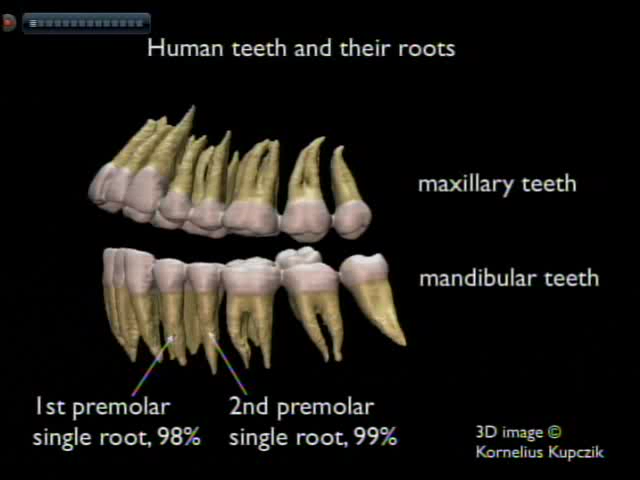 Human teeth and their roots
maxillary teeth
mandibular teeth
1st premolar
single root, 98%
2nd premolar
single root, 99%
3D image ©
Kornelius Kupczik